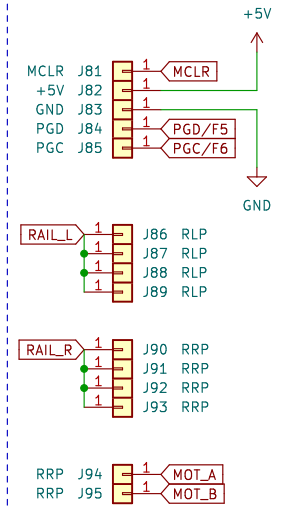 +5V
MCLR J81 1 MCLR
+5V J82 1
GND J83 1
PGD J84 1 PGD/F5
PGC J85 1 PGC/F6
GND
RAIL_L 1 J86 RLP
1 J87 RLP
1 J88 RLP
1 J89 RLP
RAIL_R 1 J90 RRP
1 J91 RRP
1 J92 RRP
1 J93 RRP
RRP J94 1 MOT_A
RRP J95 1 MOT_B